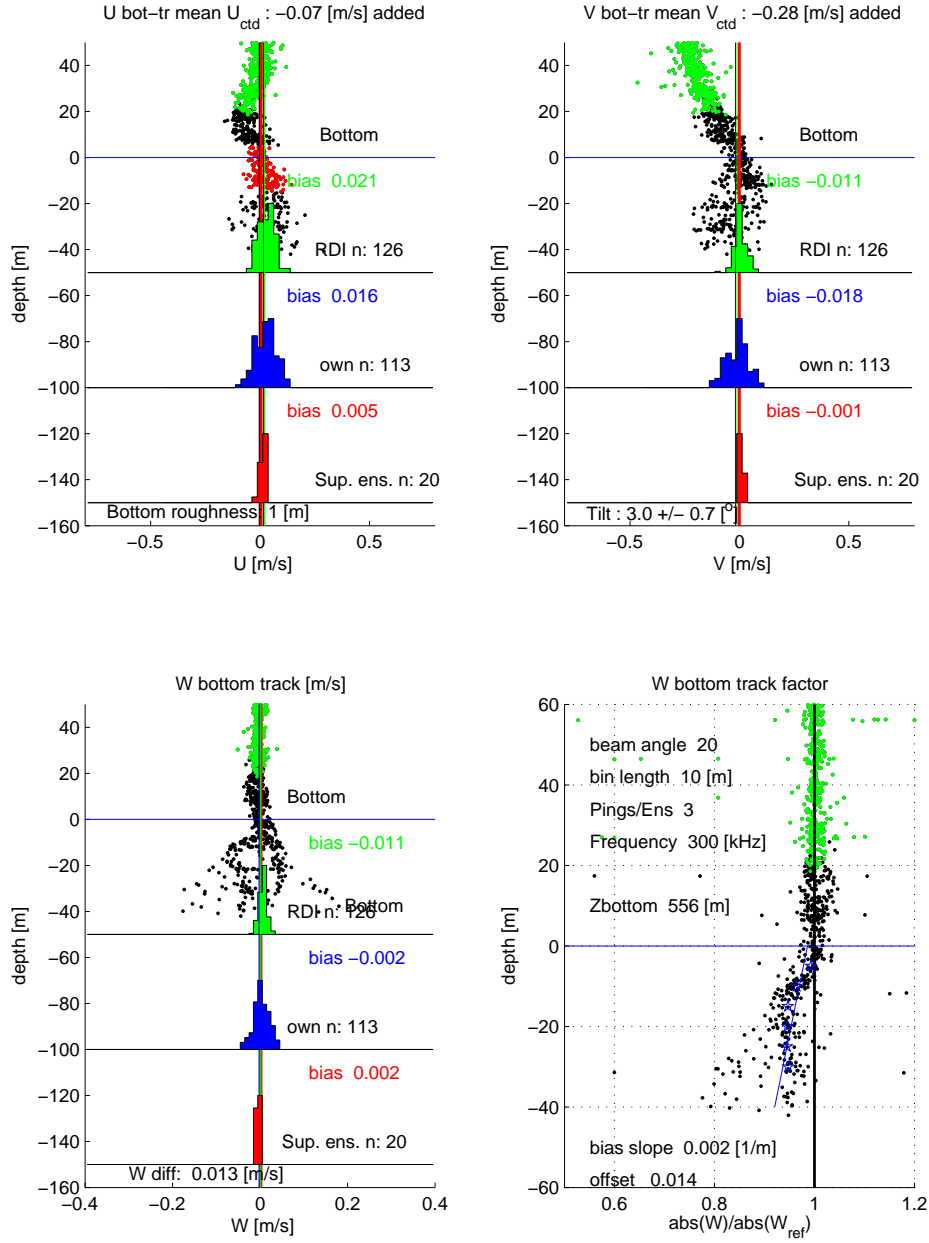 U bot-tr mean U_ctd : −0.07 [m/s] added
40
20
0
−20
−40
−60
−80
−100
−120
−140
−160
depth [m]
Bottom
bias 0.021
RDI n: 126
bias 0.016
own n: 113
bias 0.005
Sup. ens. n: 20
Bottom roughness: 1 [m]
−0.5 0 0.5
U [m/s]
V bot-tr mean V_ctd : −0.28 [m/s] added
40
20
0
−20
−40
−60
−80
−100
−120
−140
−160
depth [m]
Bottom
bias −0.011
RDI n: 126
bias −0.018
own n: 113
bias −0.001
Sup. ens. n: 20
Tilt : 3.0 +/− 0.7 [o]
−0.5 0 0.5
V [m/s]
W bottom track [m/s]
40
20
0
−20
−40
−60
−80
−100
−120
−140
−160
depth [m]
Bottom
bias −0.011
Bottom
RDI n: 126
bias −0.002
own n: 113
bias 0.002
Sup. ens. n: 20
W diff: 0.013 [m/s]
−0.4 −0.2 0 0.2 0.4
W [m/s]
W bottom track factor
60
40
20
0
−20
−40
−60
depth [m]
beam angle 20
bin length 10 [m]
Pings/Ens 3
Frequency 300 [kHz]
Zbottom 556 [m]
bias slope 0.002 [1/m]
offset 0.014
0.6 0.8 1 1.2
abs(W)/abs(W_ref)